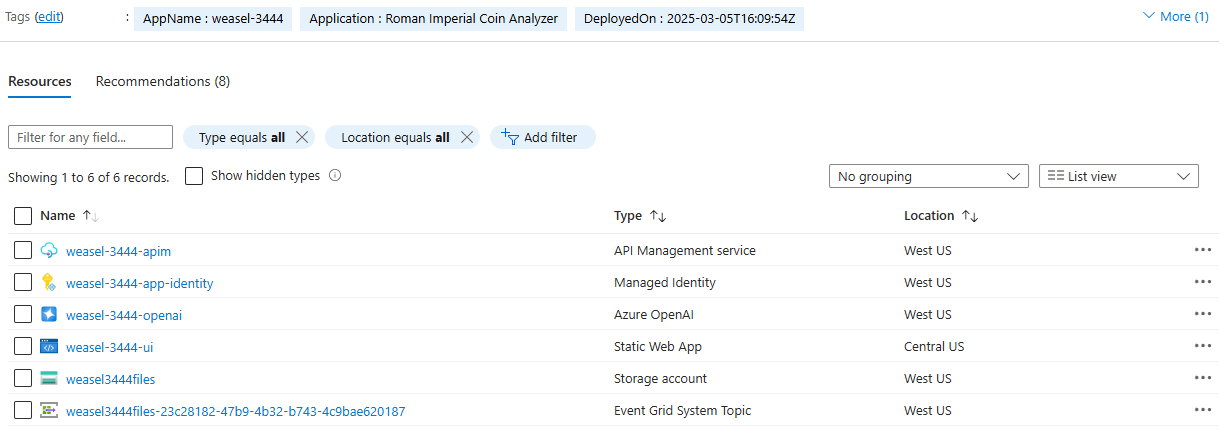 Tags (edit) : AppName : weasel-3444 Application : Roman Imperial Coin Analyzer DeployedOn : 2025-03-05T16:09:54Z More (1)
Resources Recommendations (8)
Filter for any field... Type equals all Location equals all Add filter
Showing 1 to 6 of 6 records. Show hidden types No grouping List view
Name Type Location
weasel-3444-apim API Management service West US
weasel-3444-app-identity Managed Identity West US
weasel-3444-openai Azure OpenAI West US
weasel-3444-ui Static Web App Central US
weasel3444files Storage account West US
weasel3444files-23c28182-47b9-4b32-b743-4c9bae620187 Event Grid System Topic West US